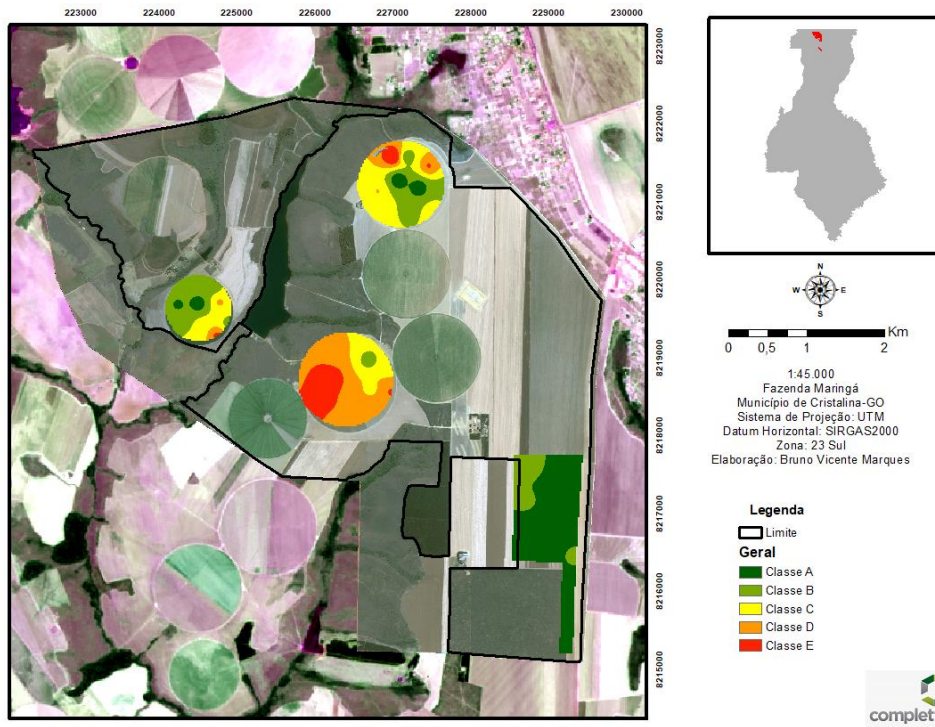 223000 224000 225000 226000 227000 228000 229000 230000
8223000
8222000
8221000
8220000
8219000
8218000
8217000
8216000
8215000
N
W E
S
Km
0 0,5 1 2
1:45.000
Fazenda Maringá
Município de Cristalina-GO
Sistema de Projeção: UTM
Datum Horizontal: SIRGAS2000
Zona: 23 Sul
Elaboração: Bruno Vicente Marques
Legenda
Limite
Geral
Classe A
Classe B
Classe C
Classe D
Classe E
complet